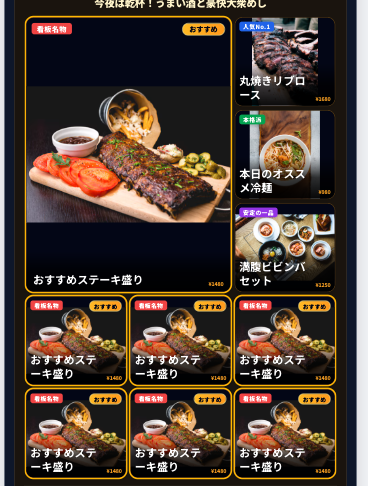 今夜は乾杯！うまい酒と豪快大衆めし
看板名物
おすすめ
おすすめステーキ盛り
¥1480
人気No.1
丸焼きリブロ
ース
¥1680
本格派
本日のオスス
メ冷麺
¥980
安定の一品
満腹ビビンバ
セット
¥1250
看板名物
おすすめ
おすすめステ
ーキ盛り
¥1480
看板名物
おすすめ
おすすめステ
ーキ盛り
¥1480
看板名物
おすすめ
おすすめステ
ーキ盛り
¥1480
看板名物
おすすめ
おすすめステ
ーキ盛り
¥1480
看板名物
おすすめ
おすすめステ
ーキ盛り
¥1480
看板名物
おすすめ
おすすめステ
ーキ盛り
¥1480